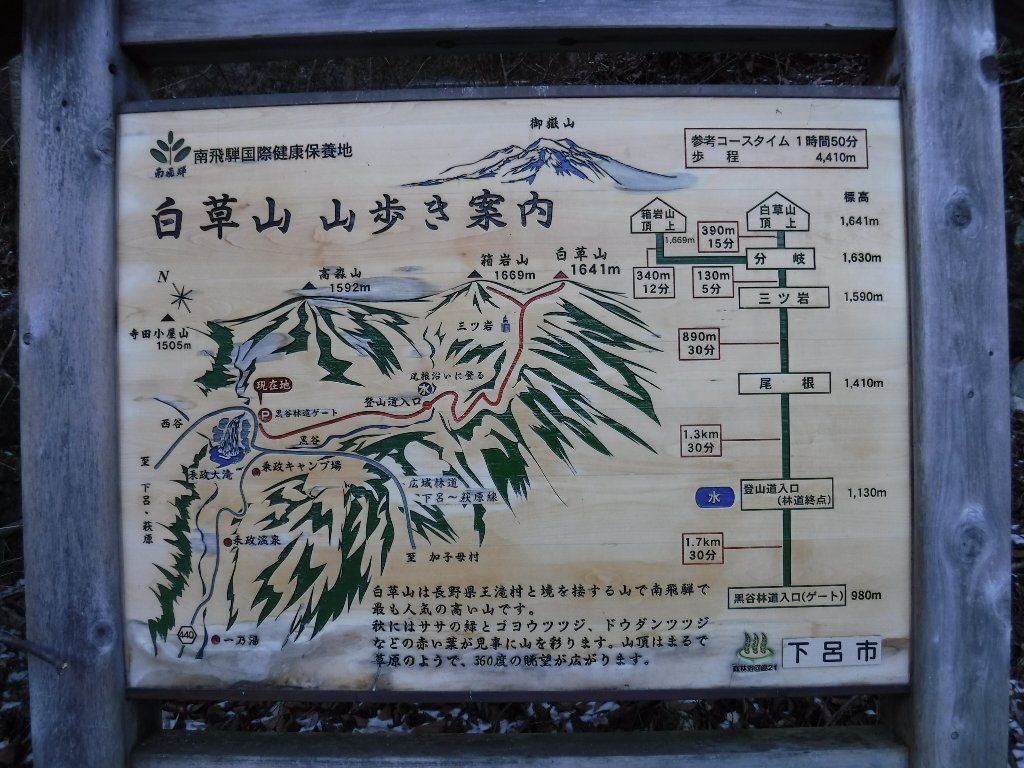 御嶽山
南飛騨国際健康保養地
南飛騨
参考コースタイム 1時間50分
歩 程 4,410m
白草山 山歩き案内
標高
箱岩山
頂上
1,669m
白草山
頂上
1,641m
390m
15分
分 岐
1,630m
340m
12分
130m
5分
三ツ岩
1,590m
890m
30分
尾 根
1,410m
1.3km
30分
水
登山道入口
(林道終点)
1,130m
1.7km
30分
黒谷林道入口(ゲート)
980m
N
高森山
1592m
箱岩山
1669m
白草山
1641m
寺田小屋山
1505m
三ツ岩
尾根沿いに登る
水
登山道入口
現在地
P
黒谷林道ゲート
西谷
黒谷
至 下呂・萩原
乗政大滝
乗政キャンプ場
広域林道
下呂〜萩原線
乗政温泉
至 加子母村
440
一乃湯
白草山は長野県王滝村と境を接する山で南飛騨で
最も人気の高い山です。
秋にはササの緑とゴヨウツツジ、ドウダンツツジ
などの赤い葉が見事に山を彩ります。山頂はまるで
草原のようで、360度の眺望が広がります。
下呂市